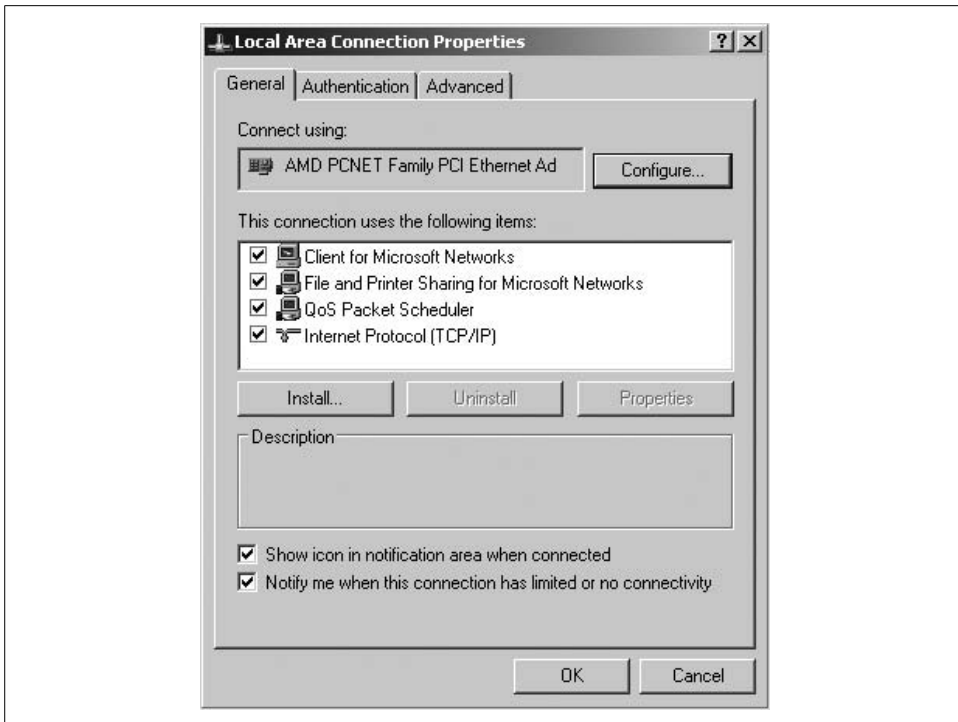 Local Area Connection Properties
General Authentication Advanced
Connect using:
AMD PCNET Family PCI Ethernet Ad
Configure...
This connection uses the following items:
Client for Microsoft Networks
File and Printer Sharing for Microsoft Networks
QoS Packet Scheduler
Internet Protocol (TCP/IP)
Install... Uninstall Properties
Description
Show icon in notification area when connected
Notify me when this connection has limited or no connectivity
OK Cancel